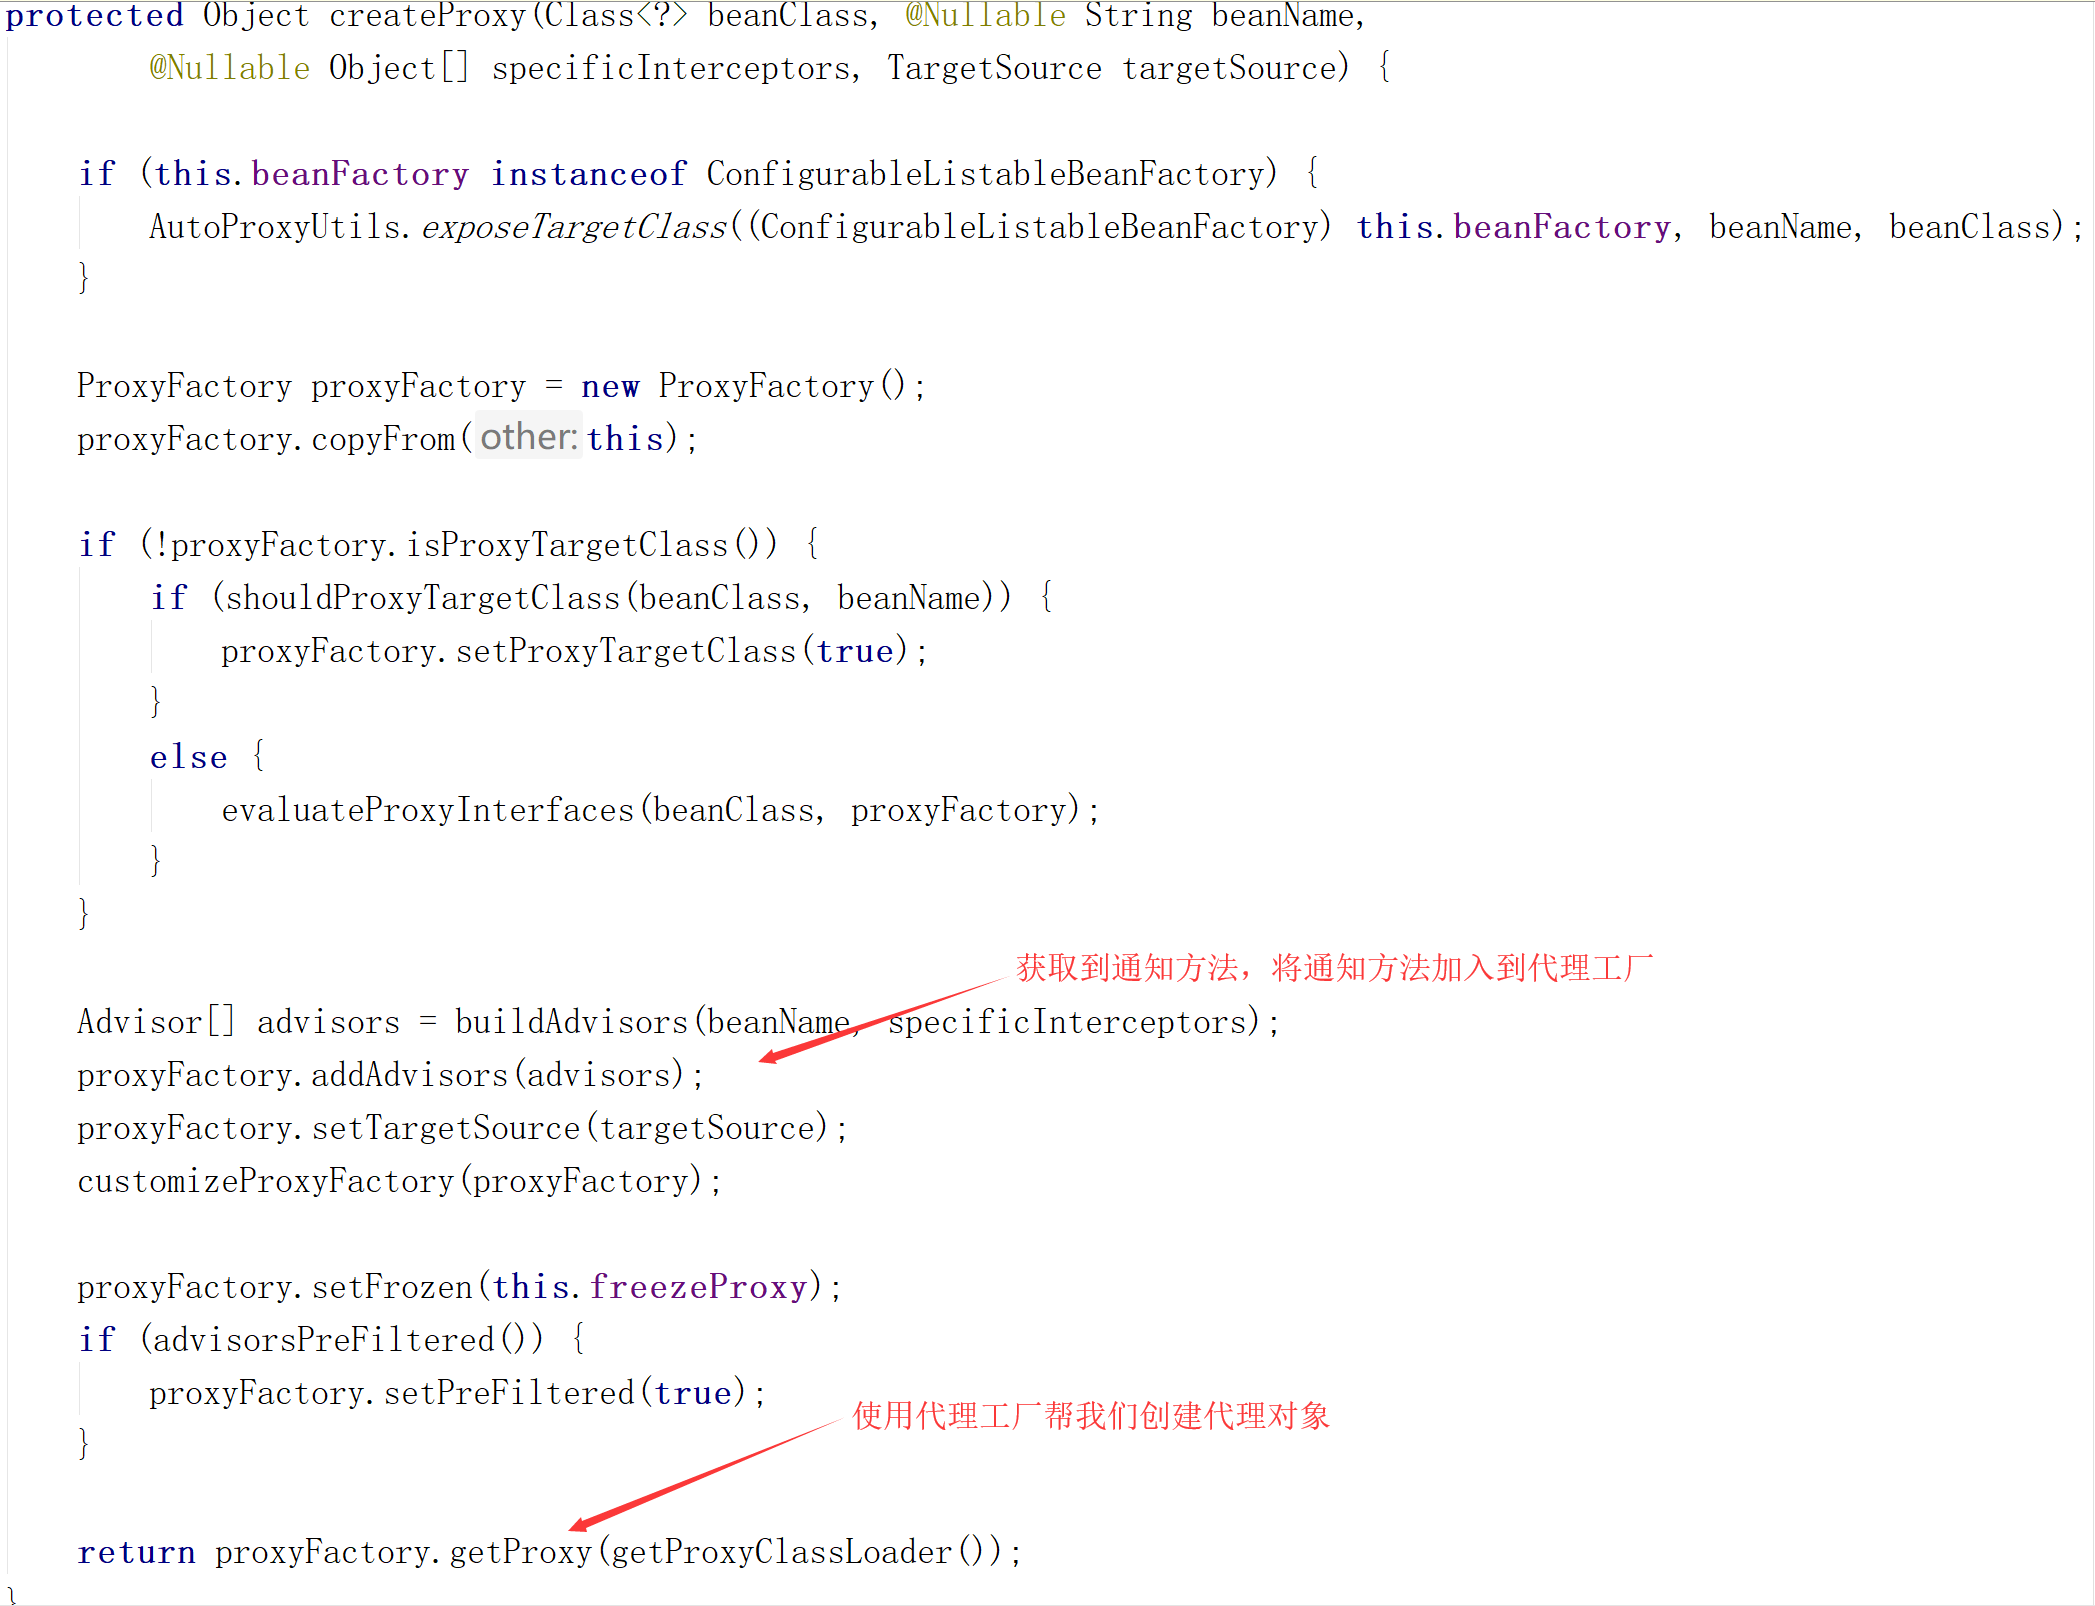 protected Object createProxy(Class<?> beanClass, @Nullable String beanName,
        @Nullable Object[] specificInterceptors, TargetSource targetSource) {

    if (this.beanFactory instanceof ConfigurableListableBeanFactory) {
        AutoProxyUtils.exposeTargetClass((ConfigurableListableBeanFactory) this.beanFactory, beanName, beanClass);
    }

    ProxyFactory proxyFactory = new ProxyFactory();
    proxyFactory.copyFrom( other: this);

    if (!proxyFactory.isProxyTargetClass()) {
        if (shouldProxyTargetClass(beanClass, beanName)) {
            proxyFactory.setProxyTargetClass(true);
        }
        else {
            evaluateProxyInterfaces(beanClass, proxyFactory);
        }
    }

获取到通知方法，将通知方法加入到代理工厂
    Advisor[] advisors = buildAdvisors(beanName, specificInterceptors);
    proxyFactory.addAdvisors(advisors);
    proxyFactory.setTargetSource(targetSource);
    customizeProxyFactory(proxyFactory);

    proxyFactory.setFrozen(this.freezeProxy);
    if (advisorsPreFiltered()) {
        proxyFactory.setPreFiltered(true);
使用代理工厂帮我们创建代理对象
    }

    return proxyFactory.getProxy(getProxyClassLoader());
}